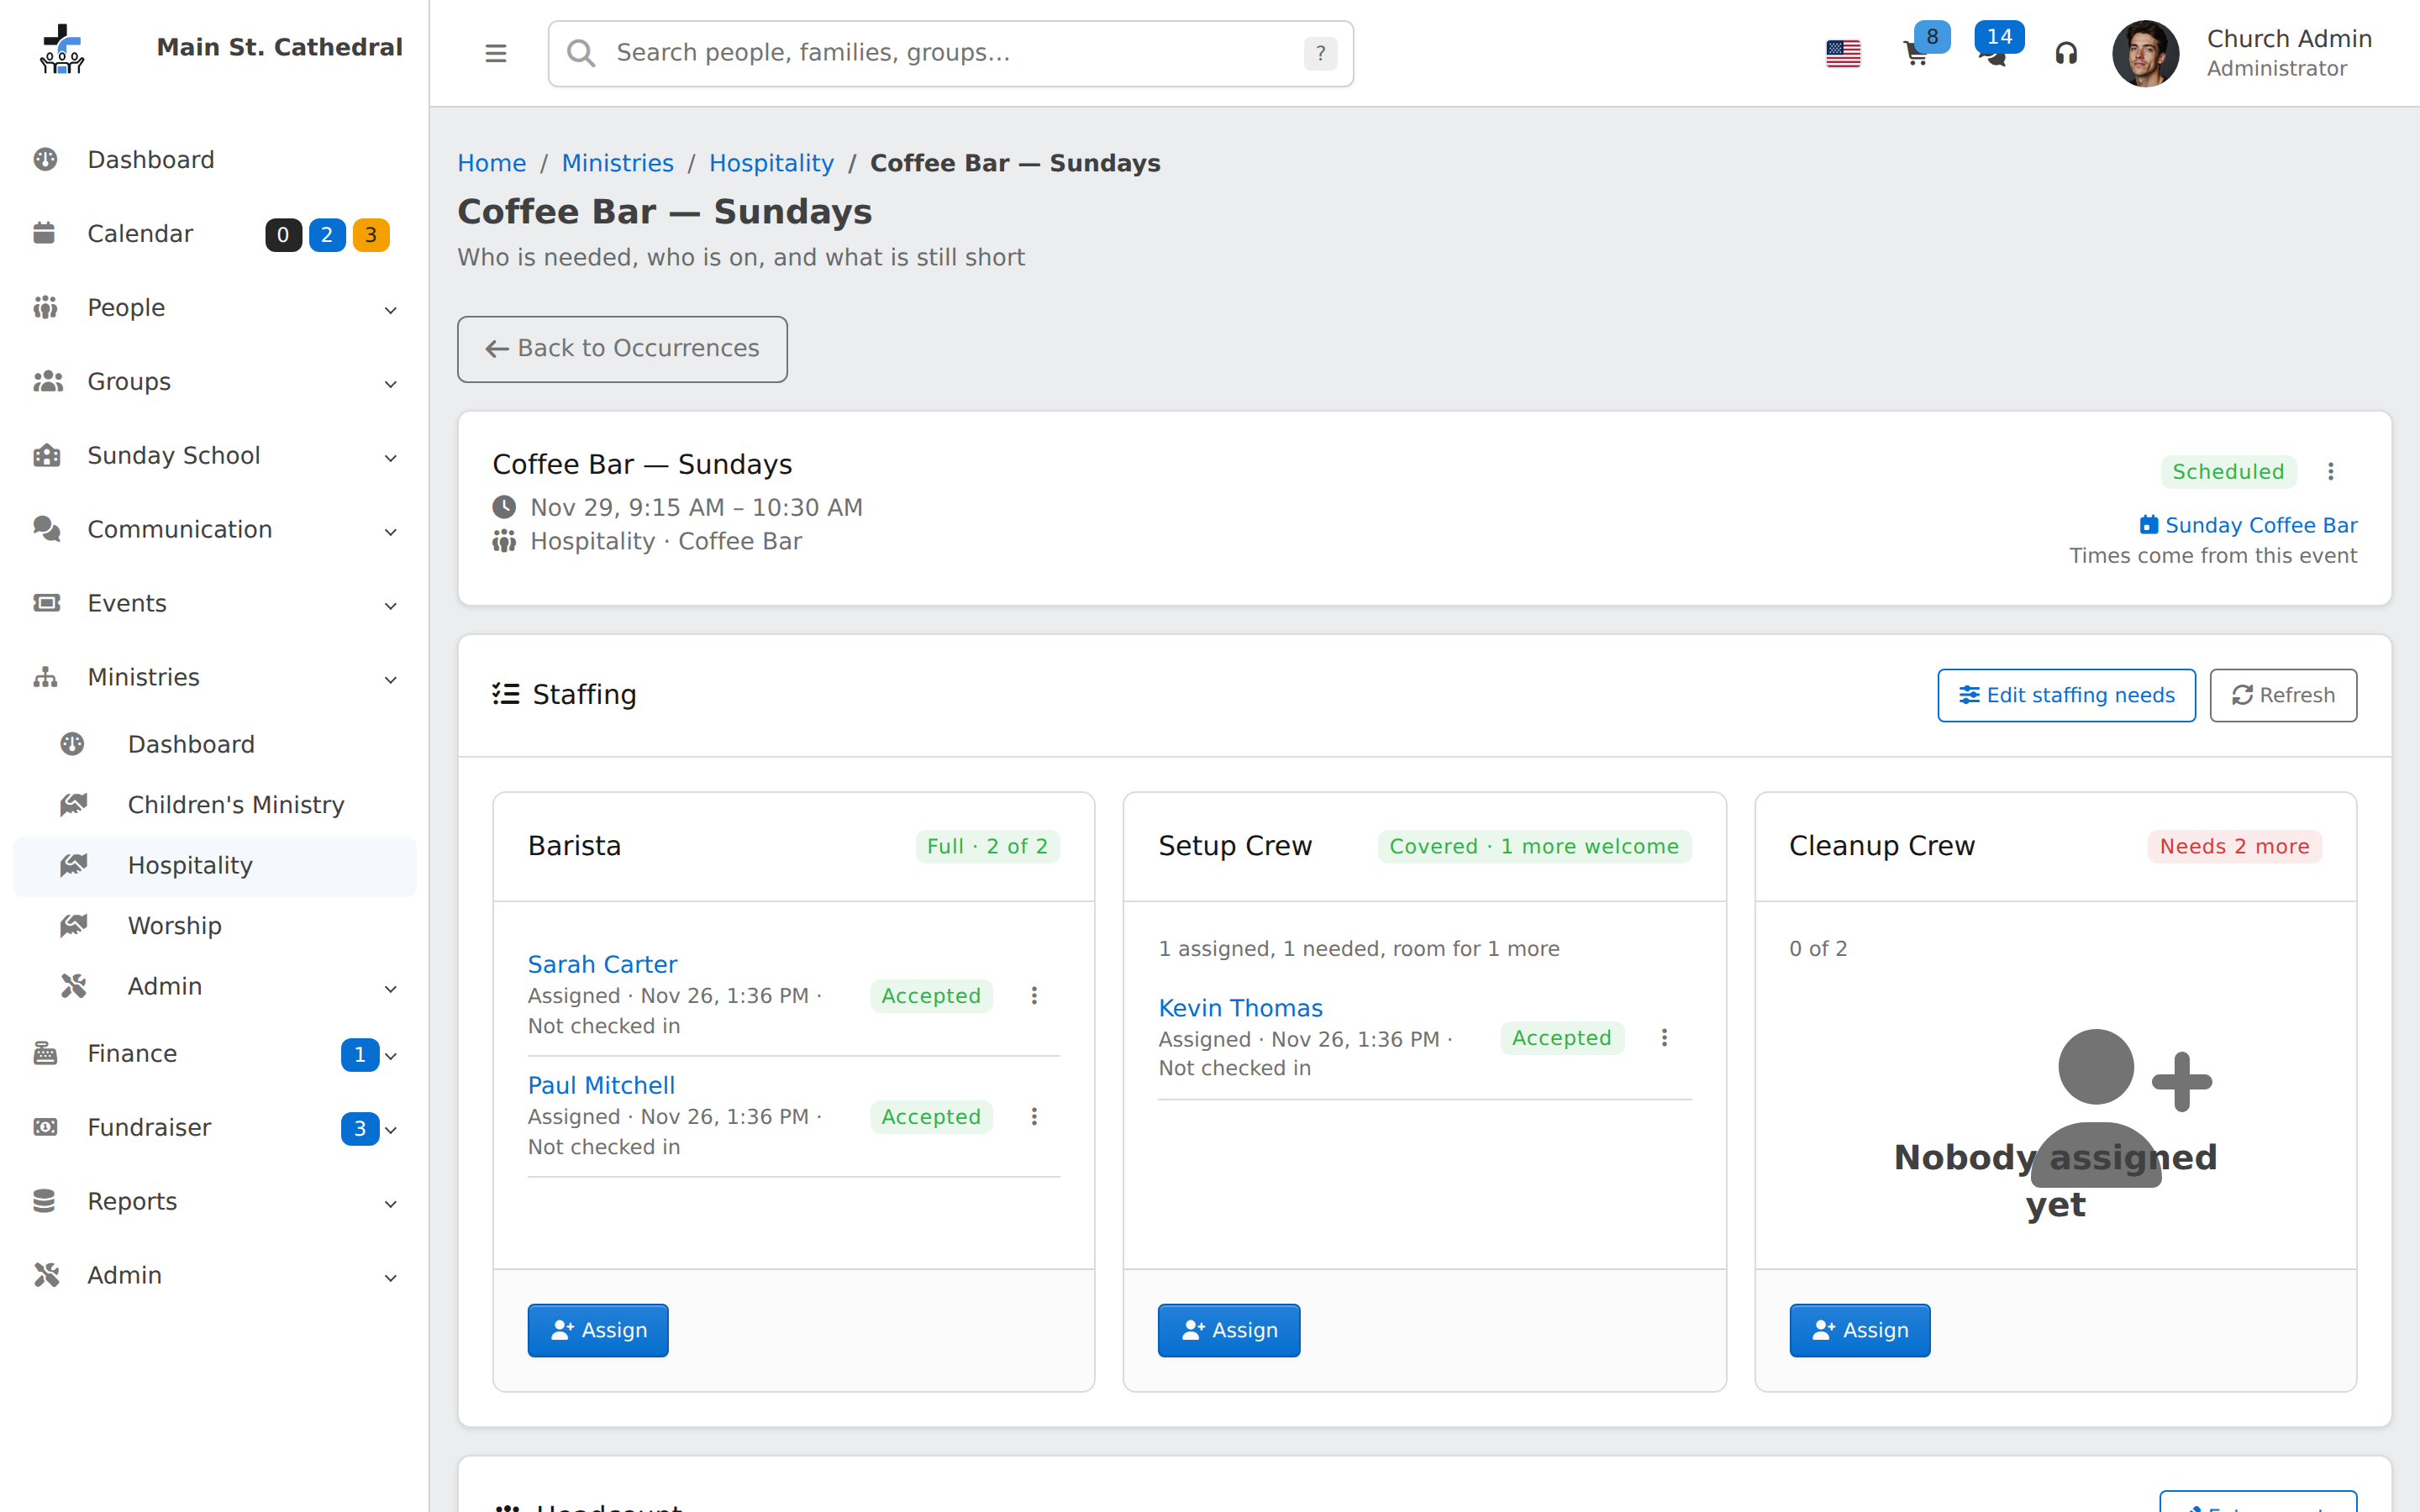 Main St. Cathedral
Search people, families, groups...
?
8
14
Church Admin
Administrator
Dashboard
Calendar
0
2
3
People
Groups
Sunday School
Communication
Events
Ministries
Dashboard
Children's Ministry
Hospitality
Worship
Admin
Finance
1
Fundraiser
3
Reports
Admin
Home / Ministries / Hospitality / Coffee Bar — Sundays
Coffee Bar — Sundays
Who is needed, who is on, and what is still short
Back to Occurrences
Coffee Bar — Sundays
Nov 29, 9:15 AM – 10:30 AM
Hospitality · Coffee Bar
Scheduled
Sunday Coffee Bar
Times come from this event
Staffing
Edit staffing needs
Refresh
Barista
Full · 2 of 2
Sarah Carter
Assigned · Nov 26, 1:36 PM ·
Not checked in
Accepted
Paul Mitchell
Assigned · Nov 26, 1:36 PM ·
Not checked in
Accepted
Assign
Setup Crew
Covered · 1 more welcome
1 assigned, 1 needed, room for 1 more
Kevin Thomas
Assigned · Nov 26, 1:36 PM ·
Not checked in
Accepted
Assign
Cleanup Crew
Needs 2 more
0 of 2
Nobody assigned
yet
Assign
Headcount